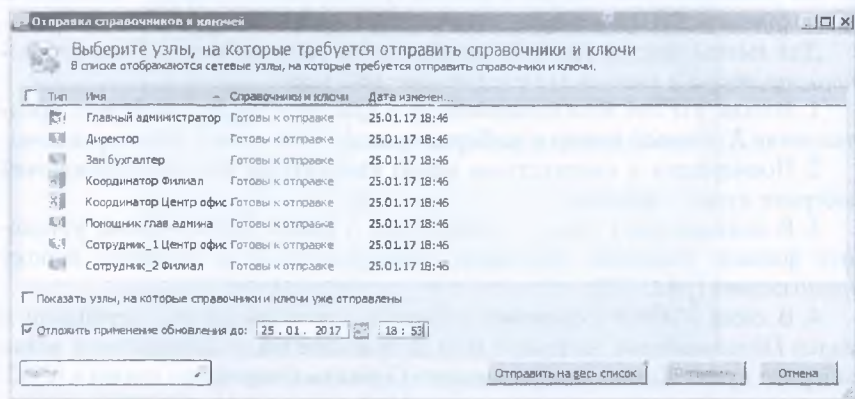 Отправка справочников и ключей
Выберите узлы, на которые требуется отправить справочники и ключи
В списке отображаются сетевые узлы, на которые требуется отправить справочники и ключи.
Тип Имя Справочники и ключи Дата изменен...
Главный администратор Готовы к отправке 25.01.17 18:46
Директор Готовы к отправке 25.01.17 18:46
Зам бухгалтер Готовы к отправке 25.01.17 18:46
Координатор Филиал Готовы к отправке 25.01.17 18:46
Координатор Центр офис Готовы к отправке 25.01.17 18:46
Помощник глав админа Готовы к отправке 25.01.17 18:46
Сотрудник_1 Центр офис Готовы к отправке 25.01.17 18:46
Сотрудник_2 Филиал Готовы к отправке 25.01.17 18:46
Показать узлы, на которые справочники и ключи уже отправлены
Отложить применение обновления до: 25.01.2017 18:53
Отправить на весь список Отправить Отмена